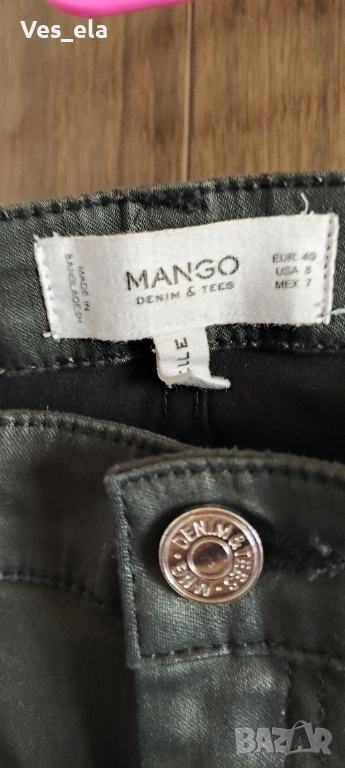 Ves_ela
MANGO
DENIM & TEES
MADE IN
BANGLADESH
EUR 40
USA 8
MEX 7
ELLE
DENIM & TEES · MNG ·
BAZAR